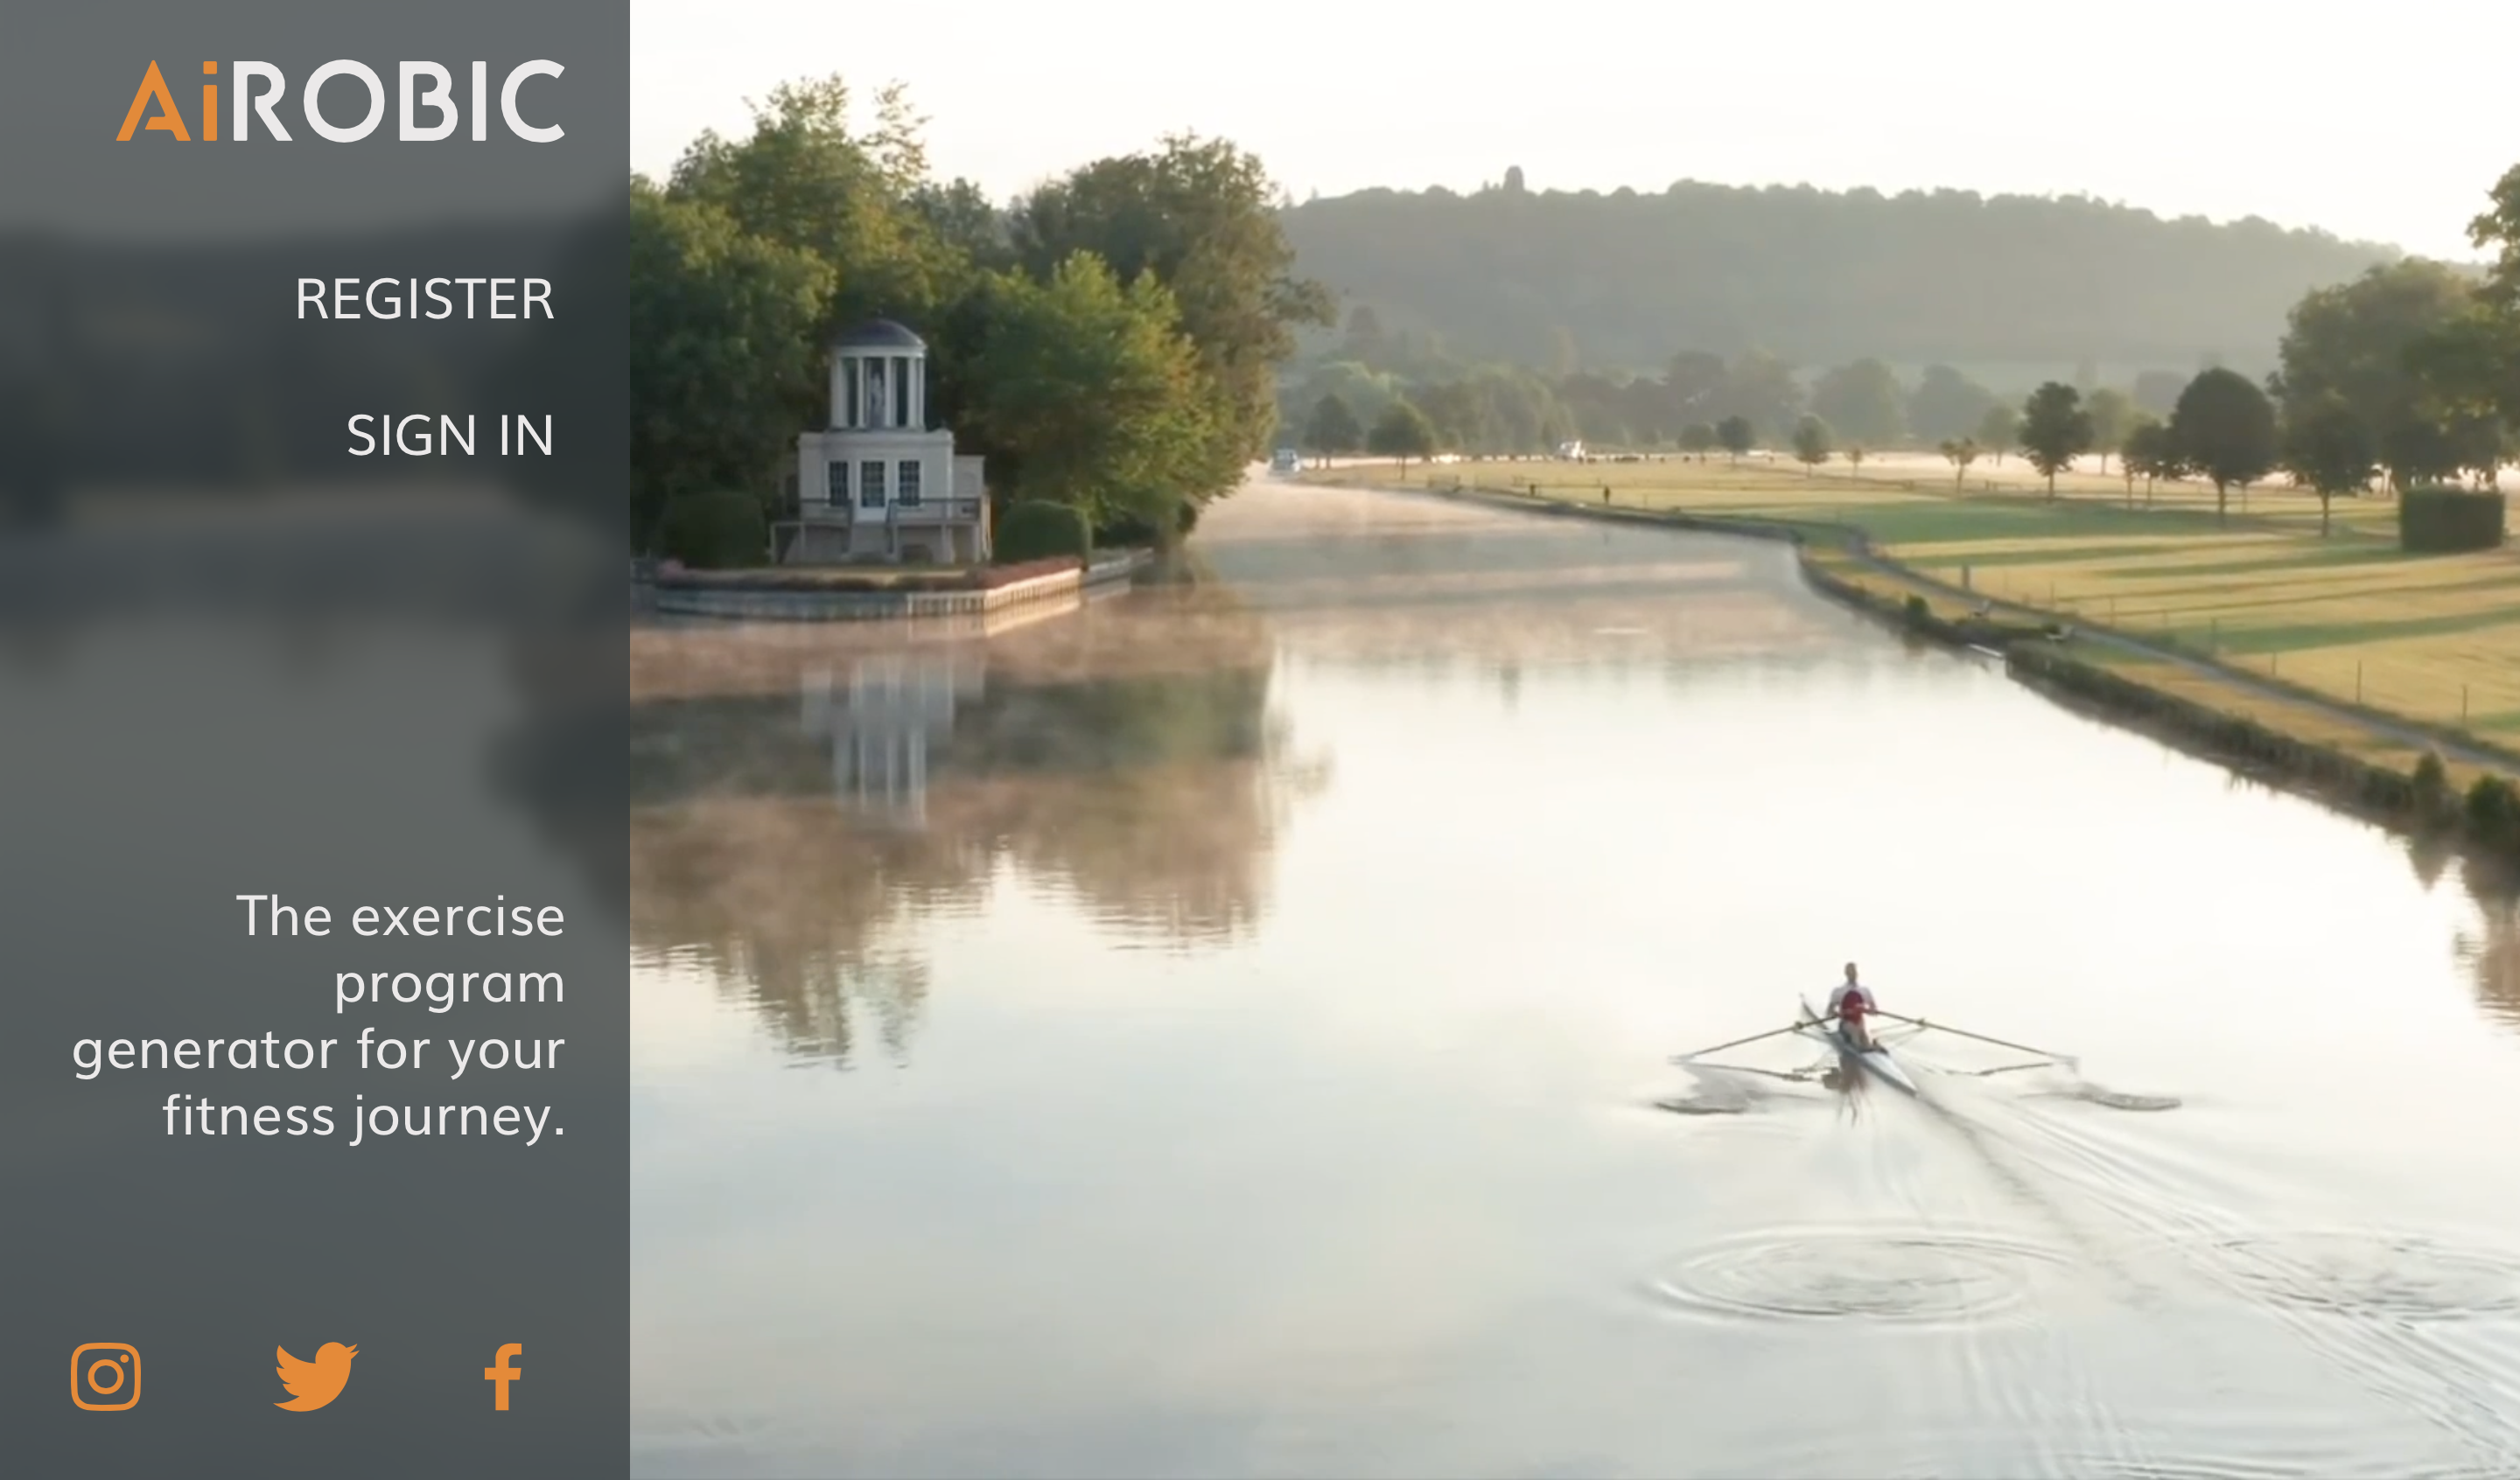 AiROBIC
REGISTER
SIGN IN
The exercise
program
generator for your
fitness journey.